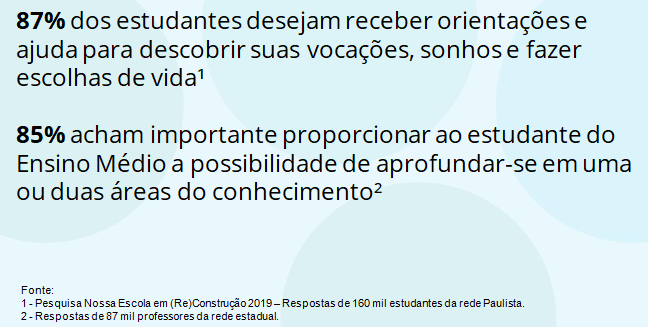 87% dos estudantes desejam receber orientações e
ajuda para descobrir suas vocações, sonhos e fazer
escolhas de vida¹
85% acham importante proporcionar ao estudante do
Ensino Médio a possibilidade de aprofundar-se em uma
ou duas áreas do conhecimento²
Fonte:
1 - Pesquisa Nossa Escola em (Re)Construção 2019 – Respostas de 160 mil estudantes da rede Paulista.
2 - Respostas de 87 mil professores da rede estadual.